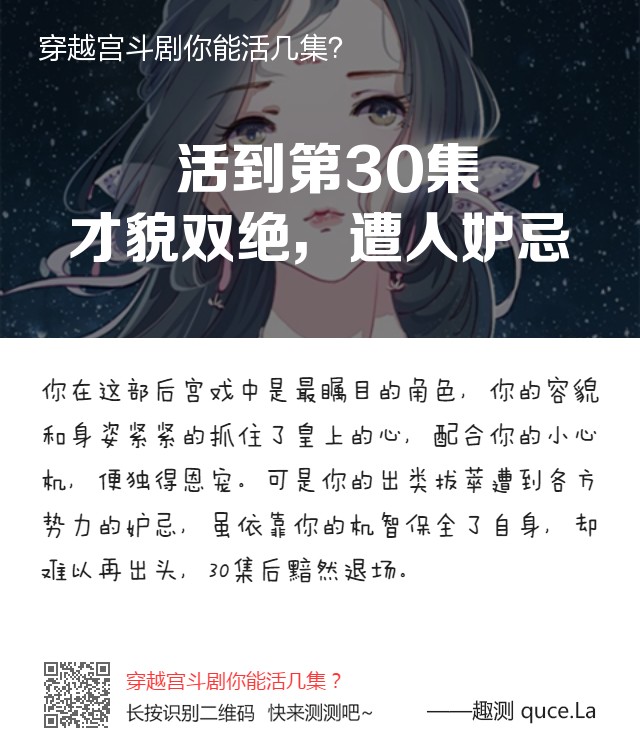 穿越宫斗剧你能活几集?
活到第30集
才貌双绝，遭人妒忌
你在这部后宫戏中是最瞩目的角色，你的容貌
和身姿紧紧的抓住了皇上的心，配合你的小心
机，便独得恩宠。可是你的出类拔萃遭到各方
势力的妒忌，虽依靠你的机智保全了自身，却
难以再出头，30集后黯然退场。
穿越宫斗剧你能活几集？
长按识别二维码 快来测测吧~
——趣测 quce.La